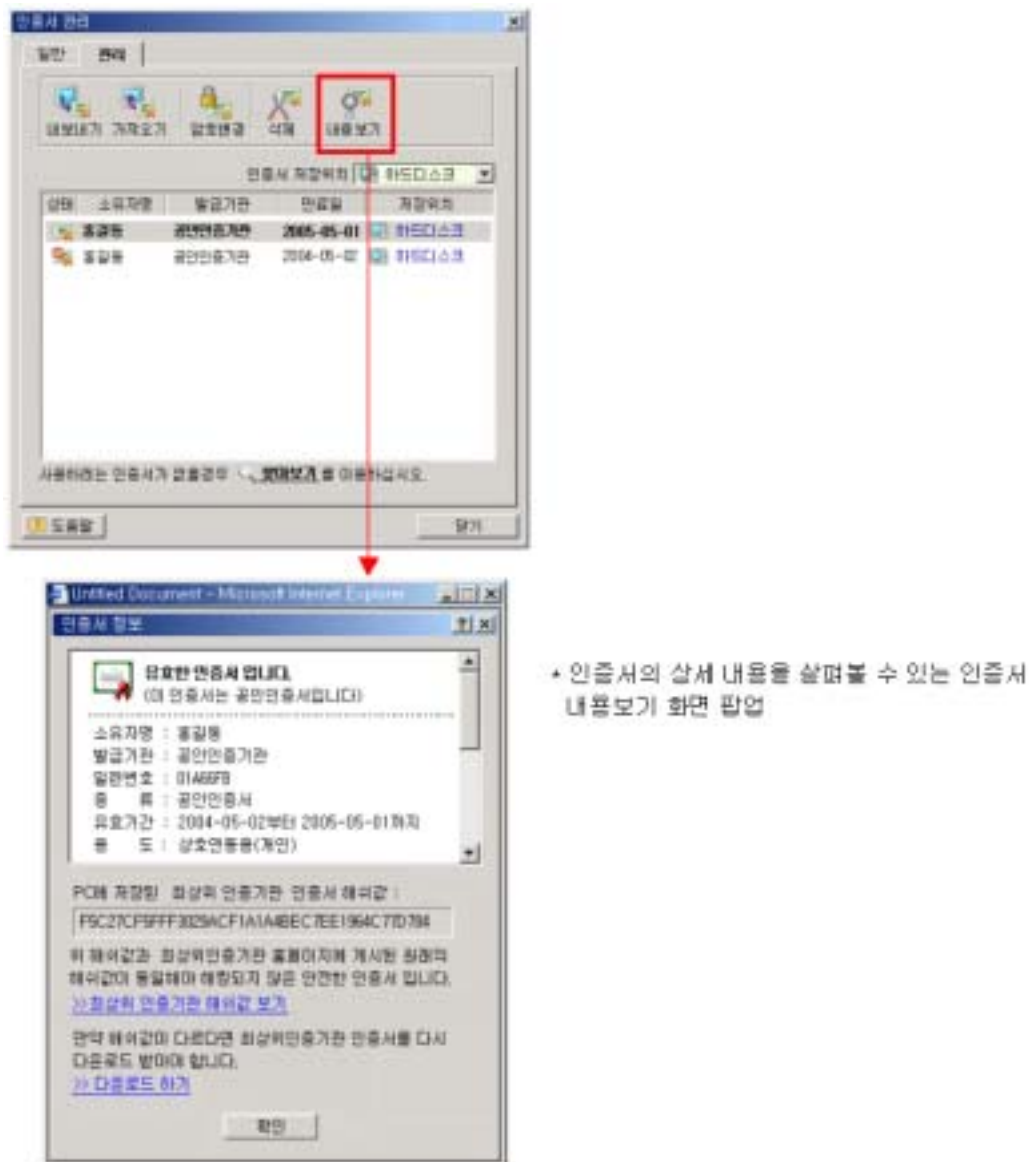 인증서 관리
일반 관리
내보내기 가져오기 암호변경 삭제 내용보기
인증서 저장위치 하드디스크
상태 소유자명 발급기관 만료일 저장위치
홍길동 공인인증기관 2005-05-01 하드디스크
홍길동 공인인증기관 2004-05-02 하드디스크
사용하려는 인증서가 없을경우 찾아보기 를 이용하십시오.
도움말 닫기
Untitled Document - Microsoft Internet Explorer
인증서 정보
유효한 인증서 입니다.
(이 인증서는 공인인증서입니다)
소유자명 : 홍길동
발급기관 : 공인인증기관
일련번호 : 01A66FB
종 류 : 공인인증서
유효기간 : 2004-05-02부터 2005-05-01까지
용 도 : 상호연동용(개인)
PC에 저장된 최상위 인증기관 인증서 해쉬값 :
위 해쉬값과 최상위인증기관 홈페이지에 게시된 원래의
해쉬값이 동일해야 해킹되지 않은 안전한 인증서 입니다.
>>최상위 인증기관 해쉬값 보기
만약 해쉬값이 다르다면 최상위인증기관 인증서를 다시
다운로드 받아야 합니다.
>> 다운로드 하기
확인
인증서의 상세 내용을 살펴볼 수 있는 인증서
내용보기 화면 팝업